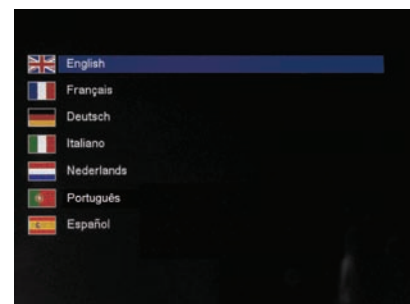 English
Français
Deutsch
Italiano
Nederlands
Português
Español